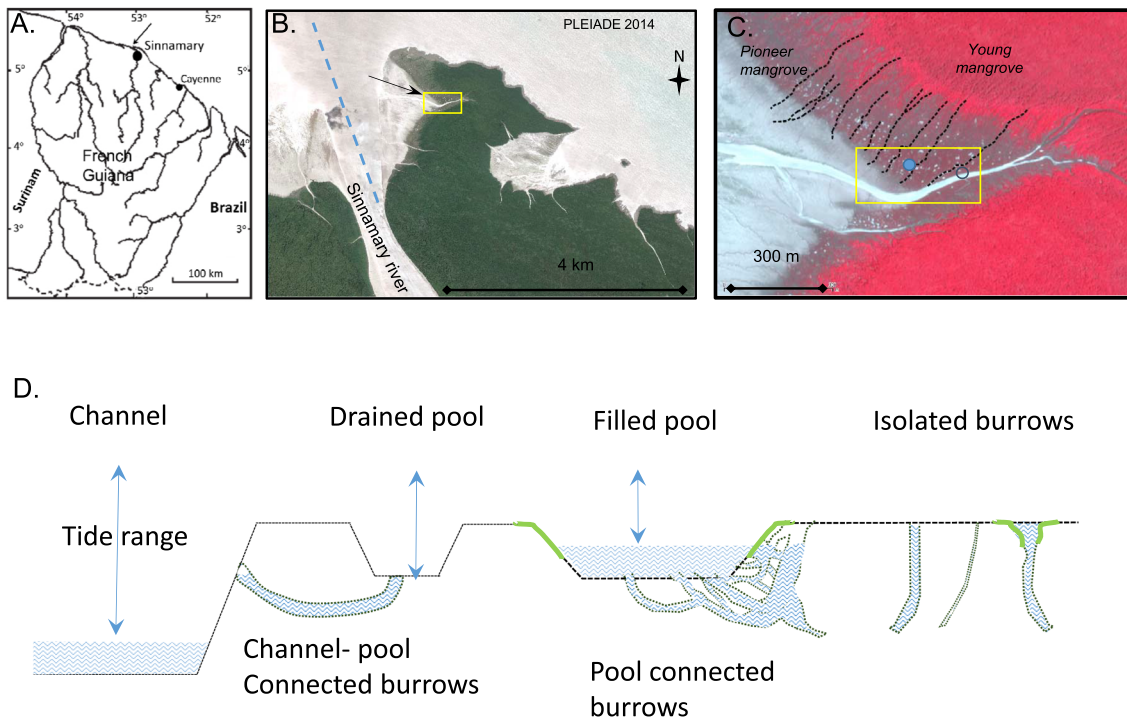 A.
54°
53°
52°
Sinnamary
Cayenne
5°
5°
4°
4°
French
Guiana
Surinam
Brazil
3°
3°
100 km
53°
B.
PLEIADE 2014
N
Sinnamary river
4 km
C.
Pioneer
mangrove
Young
mangrove
300 m
D.
Channel
Drained pool
Filled pool
Isolated burrows
Tide range
Channel- pool
Connected burrows
Pool connected
burrows